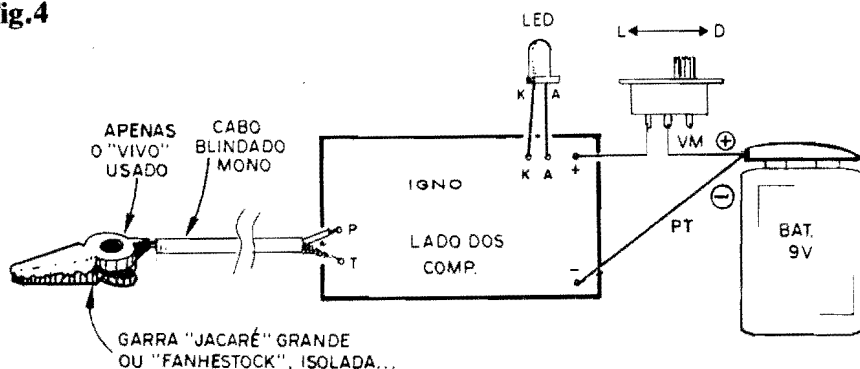 ig.4
LED
L D
K A
APENAS
O "VIVO"
USADO
CABO
BLINDADO
MONO
VM +
K A +
IGNO
P
LADO DOS
COMP.
T
-
PT
-
BAT.
9V
GARRA "JACARÉ" GRANDE
OU "FANHESTOCK", ISOLADA...